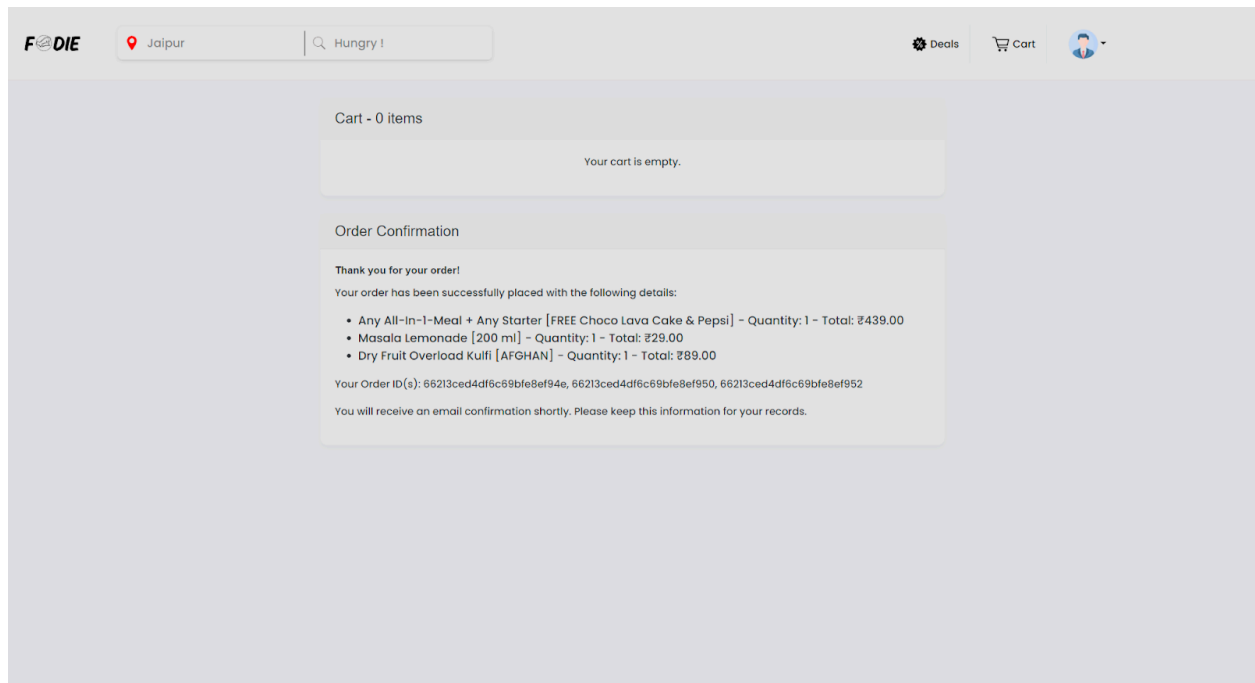 FOODIE
Jaipur
Hungry !
Deals
Cart
Cart - 0 items
Your cart is empty.
Order Confirmation
Thank you for your order!
Your order has been successfully placed with the following details:
• Any All-In-1-Meal + Any Starter [FREE Choco Lava Cake & Pepsi] - Quantity: 1 - Total: ₹439.00
• Masala Lemonade [200 ml] - Quantity: 1 - Total: ₹29.00
• Dry Fruit Overload Kulfi [AFGHAN] - Quantity: 1 - Total: ₹89.00
Your Order ID(s): 66213ced4df6c69bfe8ef94e, 66213ced4df6c69bfe8ef950, 66213ced4df6c69bfe8ef952
You will receive an email confirmation shortly. Please keep this information for your records.